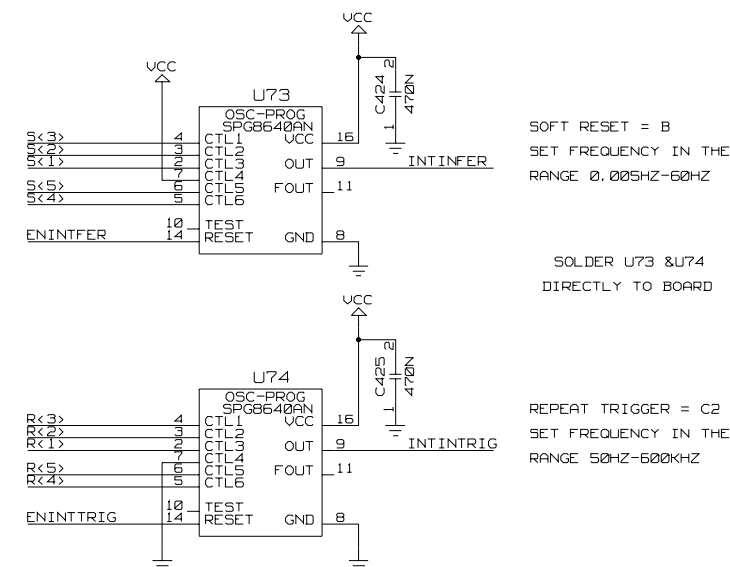 VCC
VCC
U73
OSC-PROG
SPG8640AN
C424
470N
2
1
S<3> 4 CTL1 VCC 16
S<2> 3 CTL2
S<1> 2 CTL3 OUT 9 INTINFER
7 CTL4
S<5> 6 CTL5 FOUT 11
S<4> 5 CTL6
10 TEST
ENINTFER 14 RESET GND 8
SOFT RESET = B
SET FREQUENCY IN THE
RANGE 0.005HZ-60HZ
SOLDER U73 &U74
DIRECTLY TO BOARD
VCC
U74
OSC-PROG
SPG8640AN
C425
470N
2
1
R<3> 4 CTL1 VCC 16
R<2> 3 CTL2
R<1> 2 CTL3 OUT 9 INTINTRIG
7 CTL4
R<5> 6 CTL5 FOUT 11
R<4> 5 CTL6
10 TEST
ENINTTRIG 14 RESET GND 8
REPEAT TRIGGER = C2
SET FREQUENCY IN THE
RANGE 50HZ-600KHZ